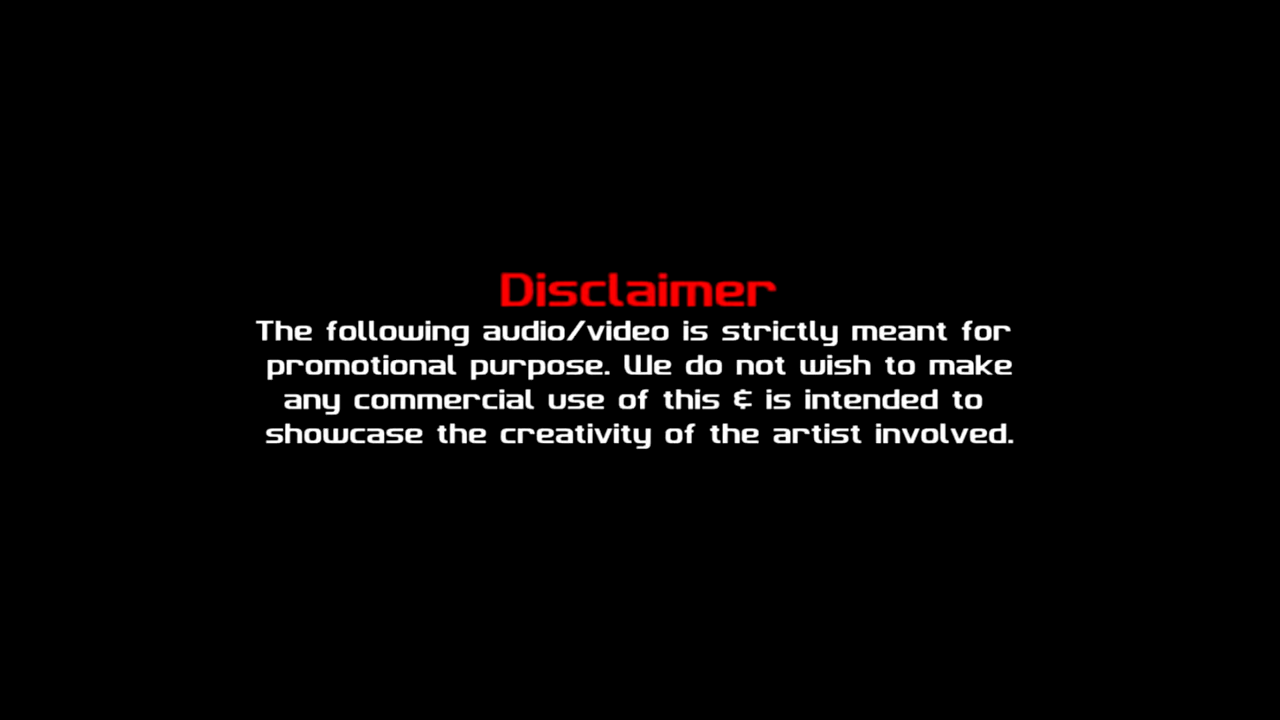 Disclaimer
The following audio/video is strictly meant for
promotional purpose. We do not wish to make
any commercial use of this & is intended to
showcase the creativity of the artist involved.